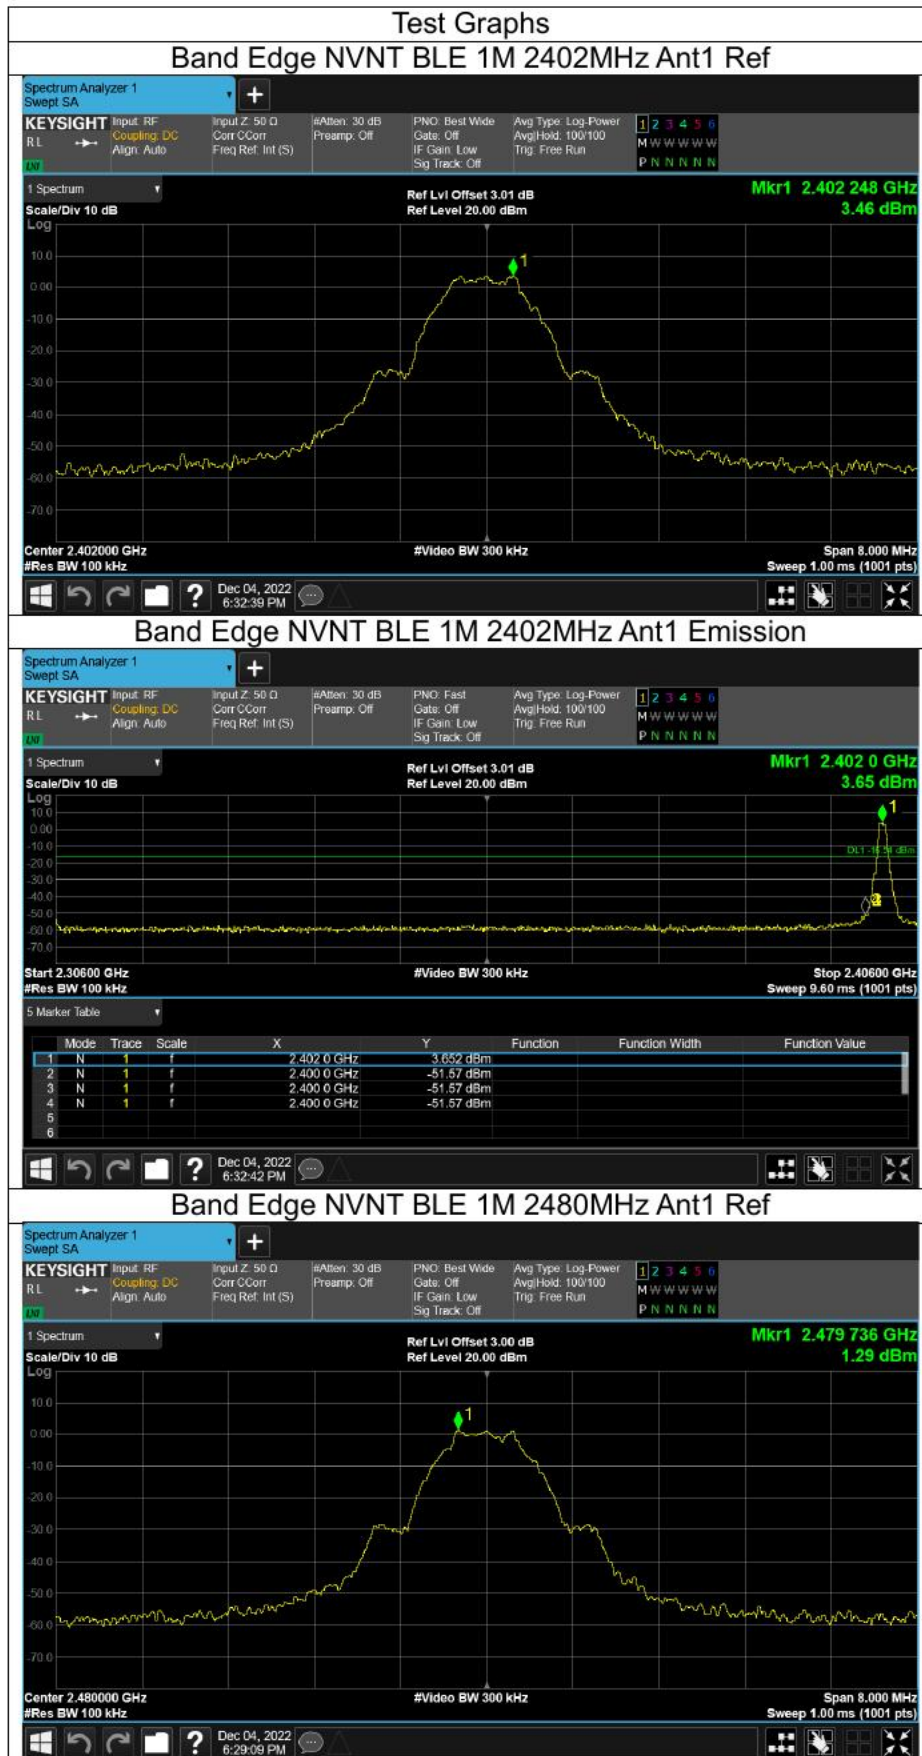 Test Graphs
Band Edge NVNT BLE 1M 2402MHz Ant1 Ref
Spectrum Analyzer 1
Swept SA
+
KEYSIGHT Input: RF Input Z: 50 Ω #Atten: 30 dB PNO: Best Wide Avg Type: Log-Power 1 2 3 4 5 6
R L Coupling: DC Corr CCorr Preamp: Off Gate: Off Avg|Hold: 100/100 M W W W W W
Align: Auto Freq Ref: Int (S) IF Gain: Low Trig: Free Run
Sig Track: Off P N N N N N
LXI
1 Spectrum Ref Lvl Offset 3.01 dB Mkr1 2.402 248 GHz
Scale/Div 10 dB Ref Level 20.00 dBm 3.46 dBm
Log
1
10.0
0.00
-10.0
-20.0
-30.0
-40.0
-50.0
-60.0
-70.0
Center 2.402000 GHz #Video BW 300 kHz Span 8.000 MHz
#Res BW 100 kHz Sweep 1.00 ms (1001 pts)
? Dec 04, 2022
6:32:39 PM
Band Edge NVNT BLE 1M 2402MHz Ant1 Emission
Spectrum Analyzer 1
Swept SA
+
KEYSIGHT Input: RF Input Z: 50 Ω #Atten: 30 dB PNO: Fast Avg Type: Log-Power 1 2 3 4 5 6
R L Coupling: DC Corr CCorr Preamp: Off Gate: Off Avg|Hold: 100/100 M W W W W W
Align: Auto Freq Ref: Int (S) IF Gain: Low Trig: Free Run
Sig Track: Off P N N N N N
LXI
1 Spectrum Ref Lvl Offset 3.01 dB Mkr1 2.402 0 GHz
Scale/Div 10 dB Ref Level 20.00 dBm 3.65 dBm
Log
10.0 1
0.00
-10.0
DL1 -16.54 dBm
-20.0
-30.0
-40.0
-50.0
-60.0
-70.0
Start 2.30600 GHz #Video BW 300 kHz Stop 2.40600 GHz
#Res BW 100 kHz Sweep 9.60 ms (1001 pts)
5 Marker Table
Mode Trace Scale X Y Function Function Width Function Value
1 N 1 f 2.402 0 GHz 3.652 dBm
2 N 1 f 2.400 0 GHz -51.57 dBm
3 N 1 f 2.400 0 GHz -51.57 dBm
4 N 1 f 2.400 0 GHz -51.57 dBm
5
6
? Dec 04, 2022
6:32:42 PM
Band Edge NVNT BLE 1M 2480MHz Ant1 Ref
Spectrum Analyzer 1
Swept SA
+
KEYSIGHT Input: RF Input Z: 50 Ω #Atten: 30 dB PNO: Best Wide Avg Type: Log-Power 1 2 3 4 5 6
R L Coupling: DC Corr CCorr Preamp: Off Gate: Off Avg|Hold: 100/100 M W W W W W
Align: Auto Freq Ref: Int (S) IF Gain: Low Trig: Free Run
Sig Track: Off P N N N N N
LXI
1 Spectrum Ref Lvl Offset 3.00 dB Mkr1 2.479 736 GHz
Scale/Div 10 dB Ref Level 20.00 dBm 1.29 dBm
Log
10.0
1
0.00
-10.0
-20.0
-30.0
-40.0
-50.0
-60.0
-70.0
Center 2.480000 GHz #Video BW 300 kHz Span 8.000 MHz
#Res BW 100 kHz Sweep 1.00 ms (1001 pts)
? Dec 04, 2022
6:29:09 PM